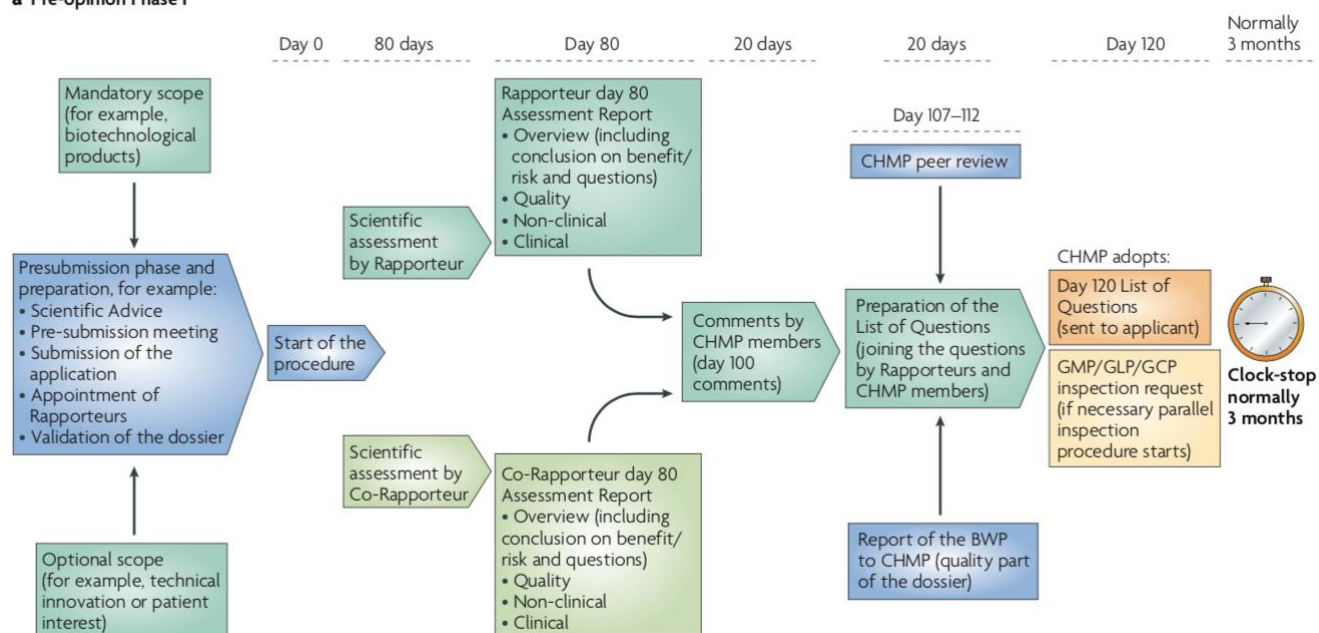 a Pre-opinion Phase I
Day 0
80 days
Day 80
20 days
20 days
Day 120
Normally
3 months
Mandatory scope
(for example,
biotechnological
products)
Presubmission phase and
preparation, for example:
• Scientific Advice
• Pre-submission meeting
• Submission of the
application
• Appointment of
Rapporteurs
• Validation of the dossier
Optional scope
(for example, technical
innovation or patient
interest)
Start of the
procedure
Scientific
assessment
by Rapporteur
Scientific
assessment by
Co-Rapporteur
Rapporteur day 80
Assessment Report
• Overview (including
conclusion on benefit/
risk and questions)
• Quality
• Non-clinical
• Clinical
Co-Rapporteur day 80
Assessment Report
• Overview (including
conclusion on benefit/
risk and questions)
• Quality
• Non-clinical
• Clinical
Comments by
CHMP members
(day 100
comments)
Day 107–112
CHMP peer review
Preparation of the
List of Questions
(joining the questions
by Rapporteurs and
CHMP members)
Report of the BWP
to CHMP (quality part
of the dossier)
CHMP adopts:
Day 120 List of
Questions
(sent to applicant)
GMP/GLP/GCP
inspection request
(if necessary parallel
inspection
procedure starts)
Clock-stop
normally
3 months